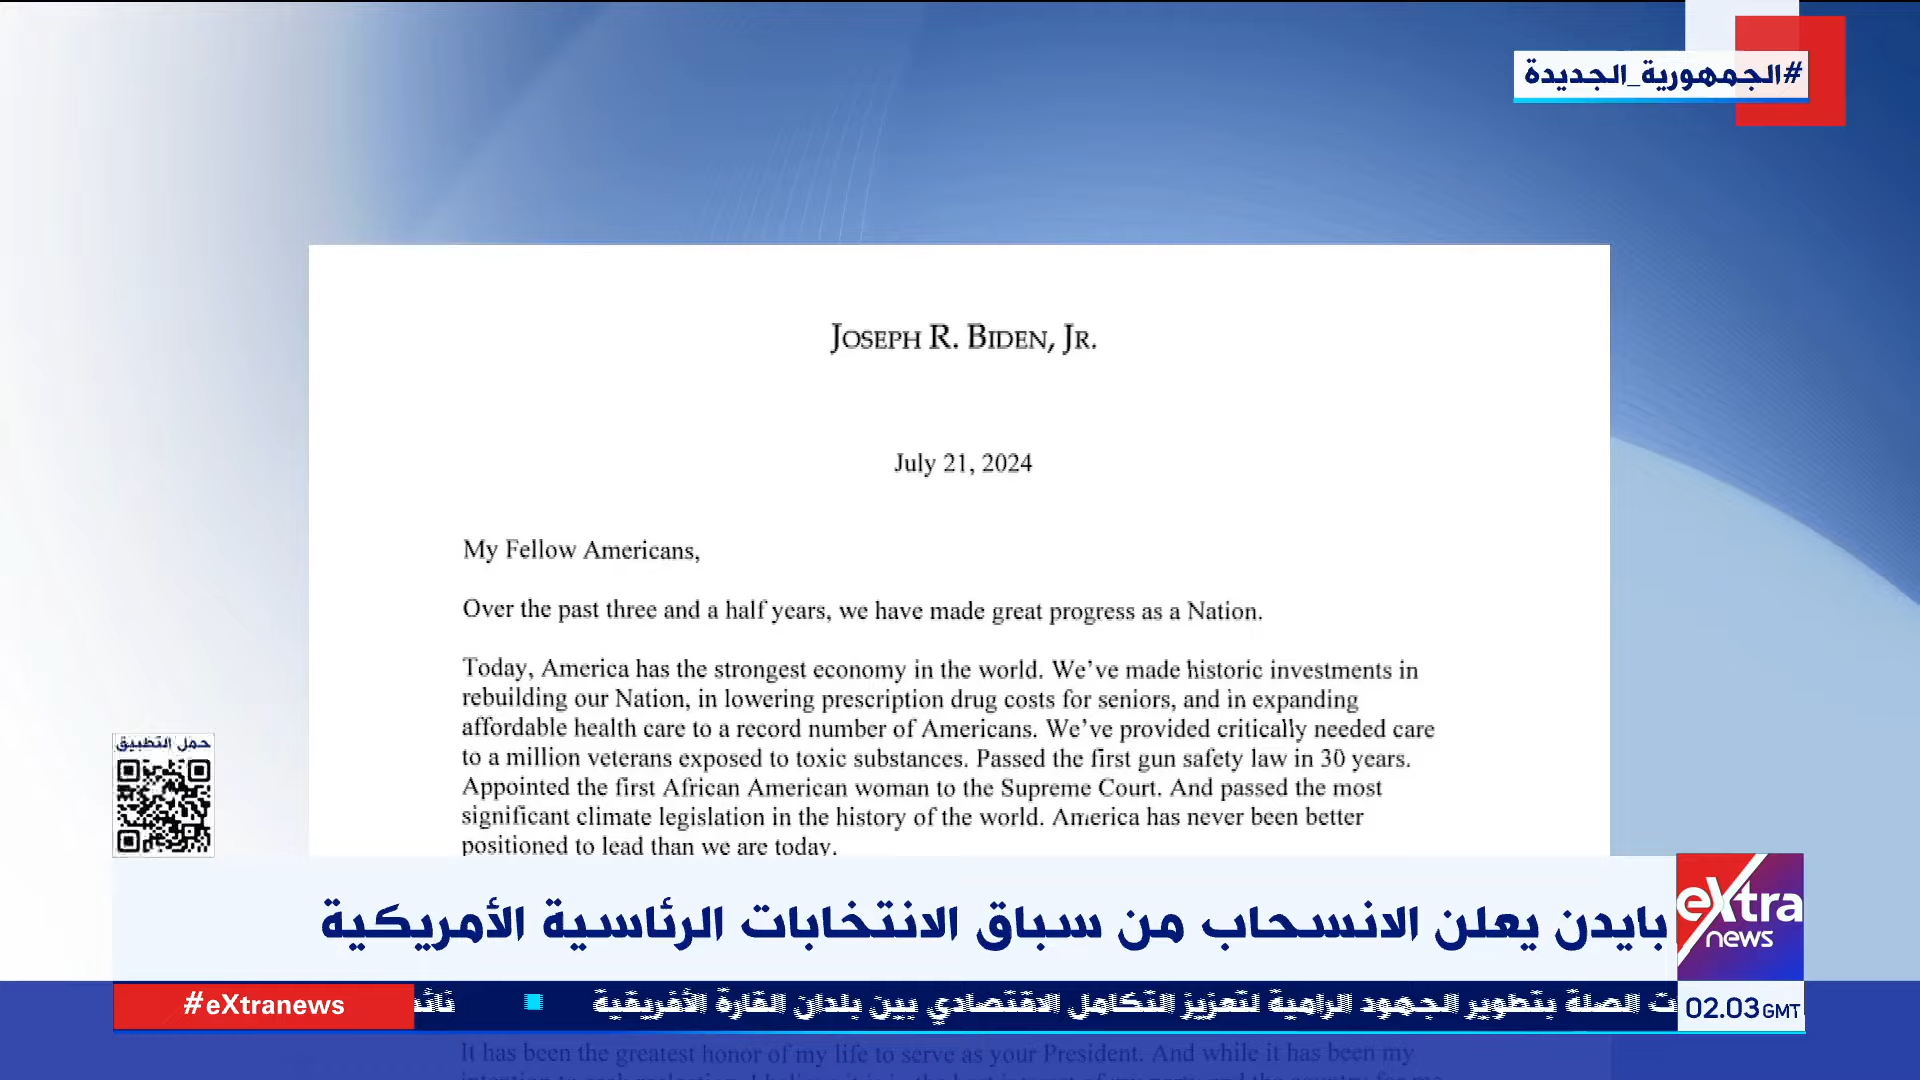 #الجمهورية_الجديدة
JOSEPH R. BIDEN, JR.
July 21, 2024
My Fellow Americans,
Over the past three and a half years, we have made great progress as a Nation.
Today, America has the strongest economy in the world. We've made historic investments in
rebuilding our Nation, in lowering prescription drug costs for seniors, and in expanding
affordable health care to a record number of Americans. We've provided critically needed care
to a million veterans exposed to toxic substances. Passed the first gun safety law in 30 years.
Appointed the first African American woman to the Supreme Court. And passed the most
significant climate legislation in the history of the world. America has never been better
positioned to lead than we are today.
حمل التطبيق
بايدن يعلن الانسحاب من سباق الانتخابات الرئاسية الأمريكية
eXtra
news
الصلة بتطوير الجهود الرامية لتعزيز التكامل الاقتصادي بين بلدان القارة الأفريقية
#eXtranews
02.03 GMT
It has been the greatest honor of my life to serve as your President. And while it has been my